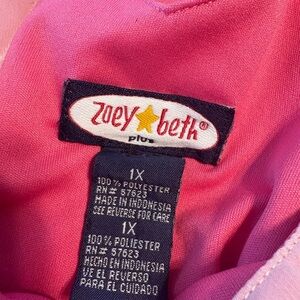 Zoey beth®
plus
1X
100% POLYESTER
RN# 57623
MADE IN INDONESIA
SEE REVERSE FOR CARE
1X
100% POLYESTER
RN# 57623
HECHO EN INDONESIA
VE EL REVERSO
PARA EL CUIDADO